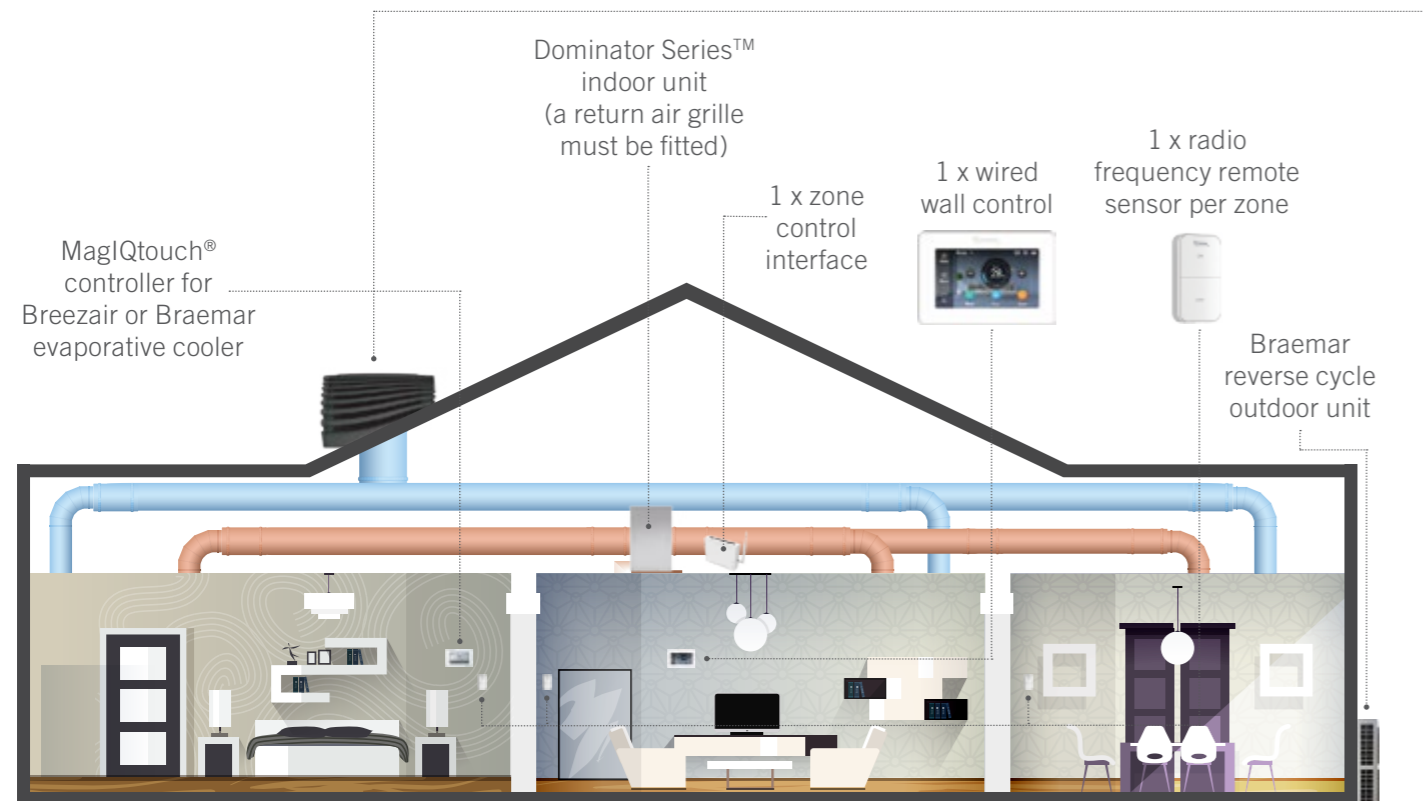 Dominator Series™
indoor unit
(a return air grille
must be fitted)
1 x zone
control
interface
1 x wired
wall control
1 x radio
frequency remote
sensor per zone
MagIQtouch®
controller for
Breezair or Braemar
evaporative cooler
Braemar
reverse cycle
outdoor unit